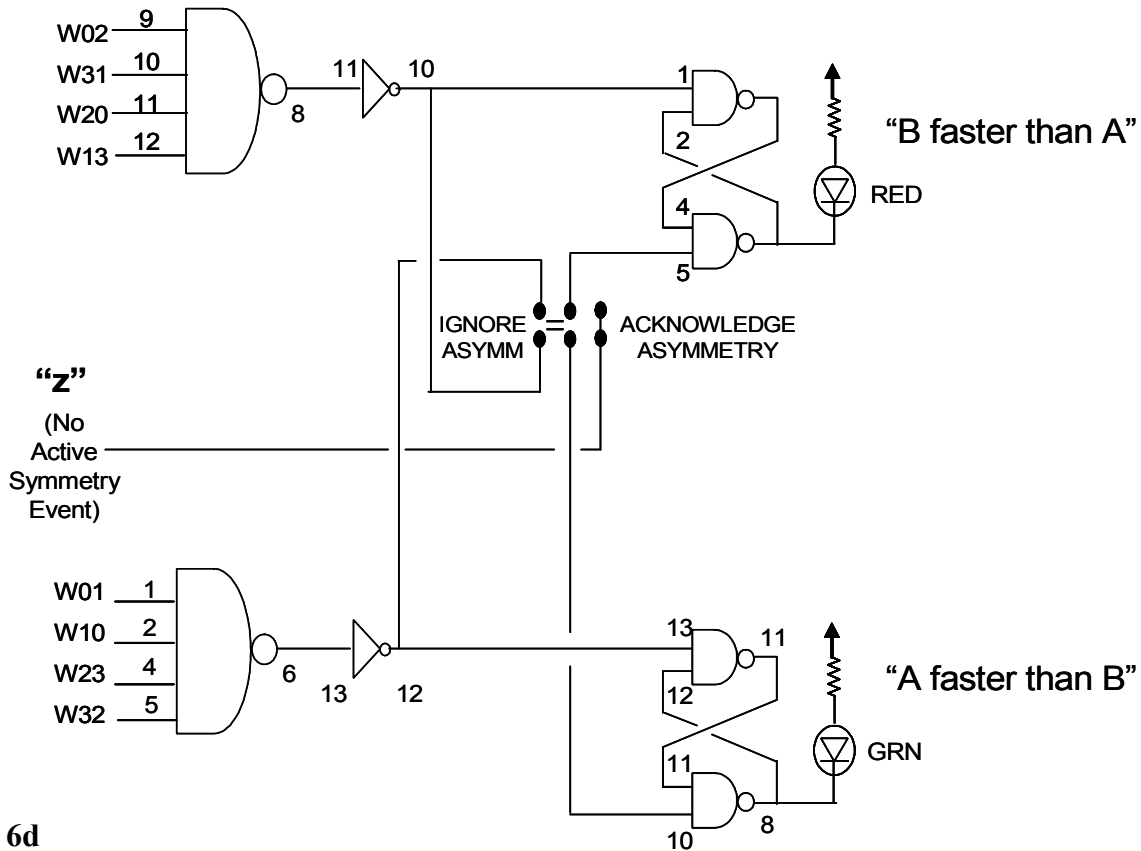 W02
9
W31
10
W20
11
W13
12
8
11
10
1
2
4
5
“B faster than A”
RED
IGNORE
ASYMM
=
ACKNOWLEDGE
ASYMMETRY
“z”
(No
Active
Symmetry
Event)
W01
1
W10
2
W23
4
W32
5
6
13
12
13
12
11
11
10
8
“A faster than B”
GRN
6d